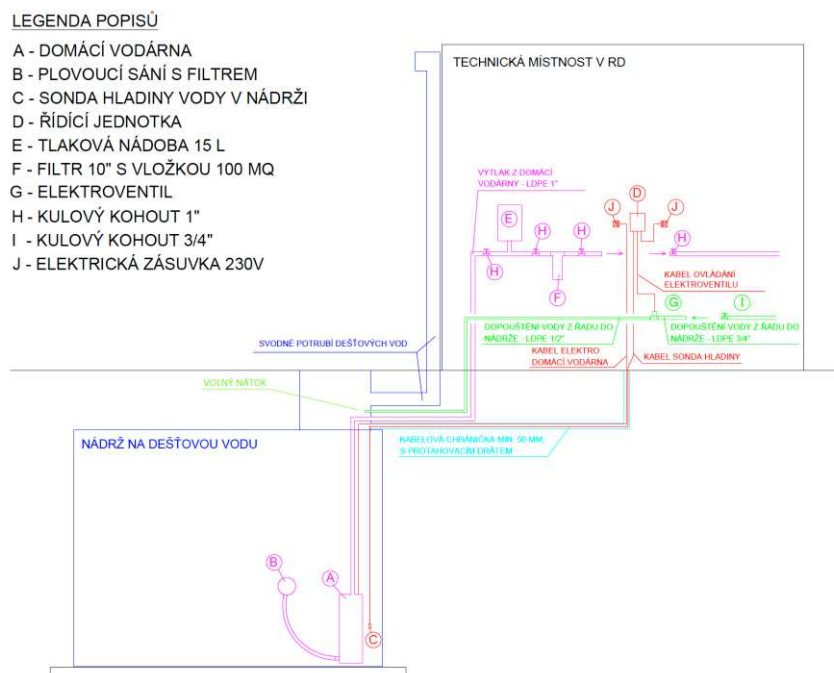 LEGENDA POPISŮ
A - DOMÁCÍ VODÁRNA
B - PLOVOUCÍ SÁNÍ S FILTREM
C - SONDA HLADINY VODY V NÁDRŽI
D - ŘÍDÍCÍ JEDNOTKA
E - TLAKOVÁ NÁDOBA 15 L
F - FILTR 10" S VLOŽKOU 100 MQ
G - ELEKTROVENTIL
H - KULOVÝ KOHOUT 1"
I - KULOVÝ KOHOUT 3/4"
J - ELEKTRICKÁ ZÁSUVKA 230V
TECHNICKÁ MÍSTNOST V RD
VÝTLAK Z DOMÁCÍ
VODÁRNY - LDPE 1"
E
H
H
H
F
J
D
J
H
KABEL OVLÁDÁNÍ
ELEKTROVENTILU
G
I
DOPOUŠTĚNÍ VODY Z ŘADU DO
NÁDRŽE - LDPE 1/2"
DOPOUŠTĚNÍ VODY Z ŘADU DO
NÁDRŽE - LDPE 3/4"
KABEL ELEKTRO
DOMÁCÍ VODÁRNA
KABEL SONDA HLADINY
SVODNÉ POTRUBÍ DEŠŤOVÝCH VOD
VOLNÝ NÁTOK
NÁDRŽ NA DEŠŤOVOU VODU
KABELOVÁ CHRÁNIČKA MIN. 50 MM,
S PROTAHOVACÍM DRÁTEM
B
A
C